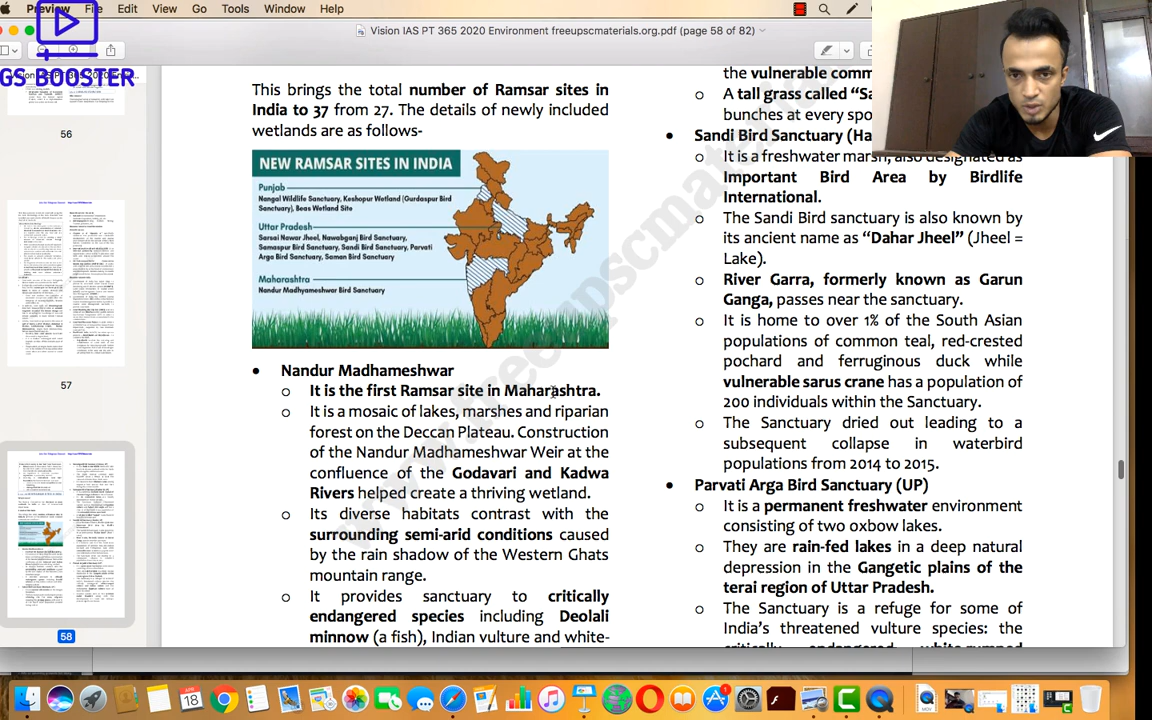 Preview File Edit View Go Tools Window Help
GS BOOSTER
Vision IAS PT 365 2020 Environment freeupscmaterials.org.pdf (page 58 of 82)
56
57
58
This brings the total number of Ramsar sites in
India to 37 from 27. The details of newly included
wetlands are as follows-
NEW RAMSAR SITES IN INDIA
Punjab
Nangal Wildlife Sanctuary, Keshopur Wetland (Gurdaspur Bird
Sanctuary), Beas Wetland Site
Uttar Pradesh
Sarsai Nawar Jheel, Nawabganj Bird Sanctuary,
Samaspur Bird Sanctuary, Sandi Bird Sanctuary, Parvati
Arga Bird Sanctuary, Saman Bird Sanctuary
Maharashtra
Nandur Madhyameshwar Bird Sanctuary
• Nandur Madhameshwar
o It is the first Ramsar site in Maharashtra.
o It is a mosaic of lakes, marshes and riparian
forest on the Deccan Plateau. Construction
of the Nandur Madhameshwar Weir at the
confluence of the Godavari and Kadwa
Rivers helped create a thriving wetland.
o Its diverse habitats contrast with the
surrounding semi-arid conditions caused
by the rain shadow of the Western Ghats
mountain range.
o It provides sanctuary to critically
endangered species including Deolali
minnow (a fish), Indian vulture and white-
the vulnerable
o A tall grass called
bunches at every
• Sandi Bird Sanctuary
o It is a freshwater marsh, also designated as
Important Bird Area by Birdlife
International.
o The Sandi Bird sanctuary is also known by
its ancient name as “Dahar Jheel” (Jheel =
Lake).
o River Garra, formerly known as Garun
Ganga, passes near the sanctuary.
o It is home to over 1% of the South Asian
populations of common teal, red-crested
pochard and ferruginous duck while
vulnerable sarus crane has a population of
200 individuals within the Sanctuary.
o The Sanctuary dried out leading to a
subsequent collapse in waterbird
populations from 2014 to 2015.
• Parvati Arga Bird Sanctuary (UP)
o It is a permanent freshwater environment
consisting of two oxbow lakes.
o They are rain-fed lakes in a deep natural
depression in the Gangetic plains of the
terai region of Uttar Pradesh.
o The Sanctuary is a refuge for some of
India’s threatened vulture species: the
critically endangered white-rumped
APR
18